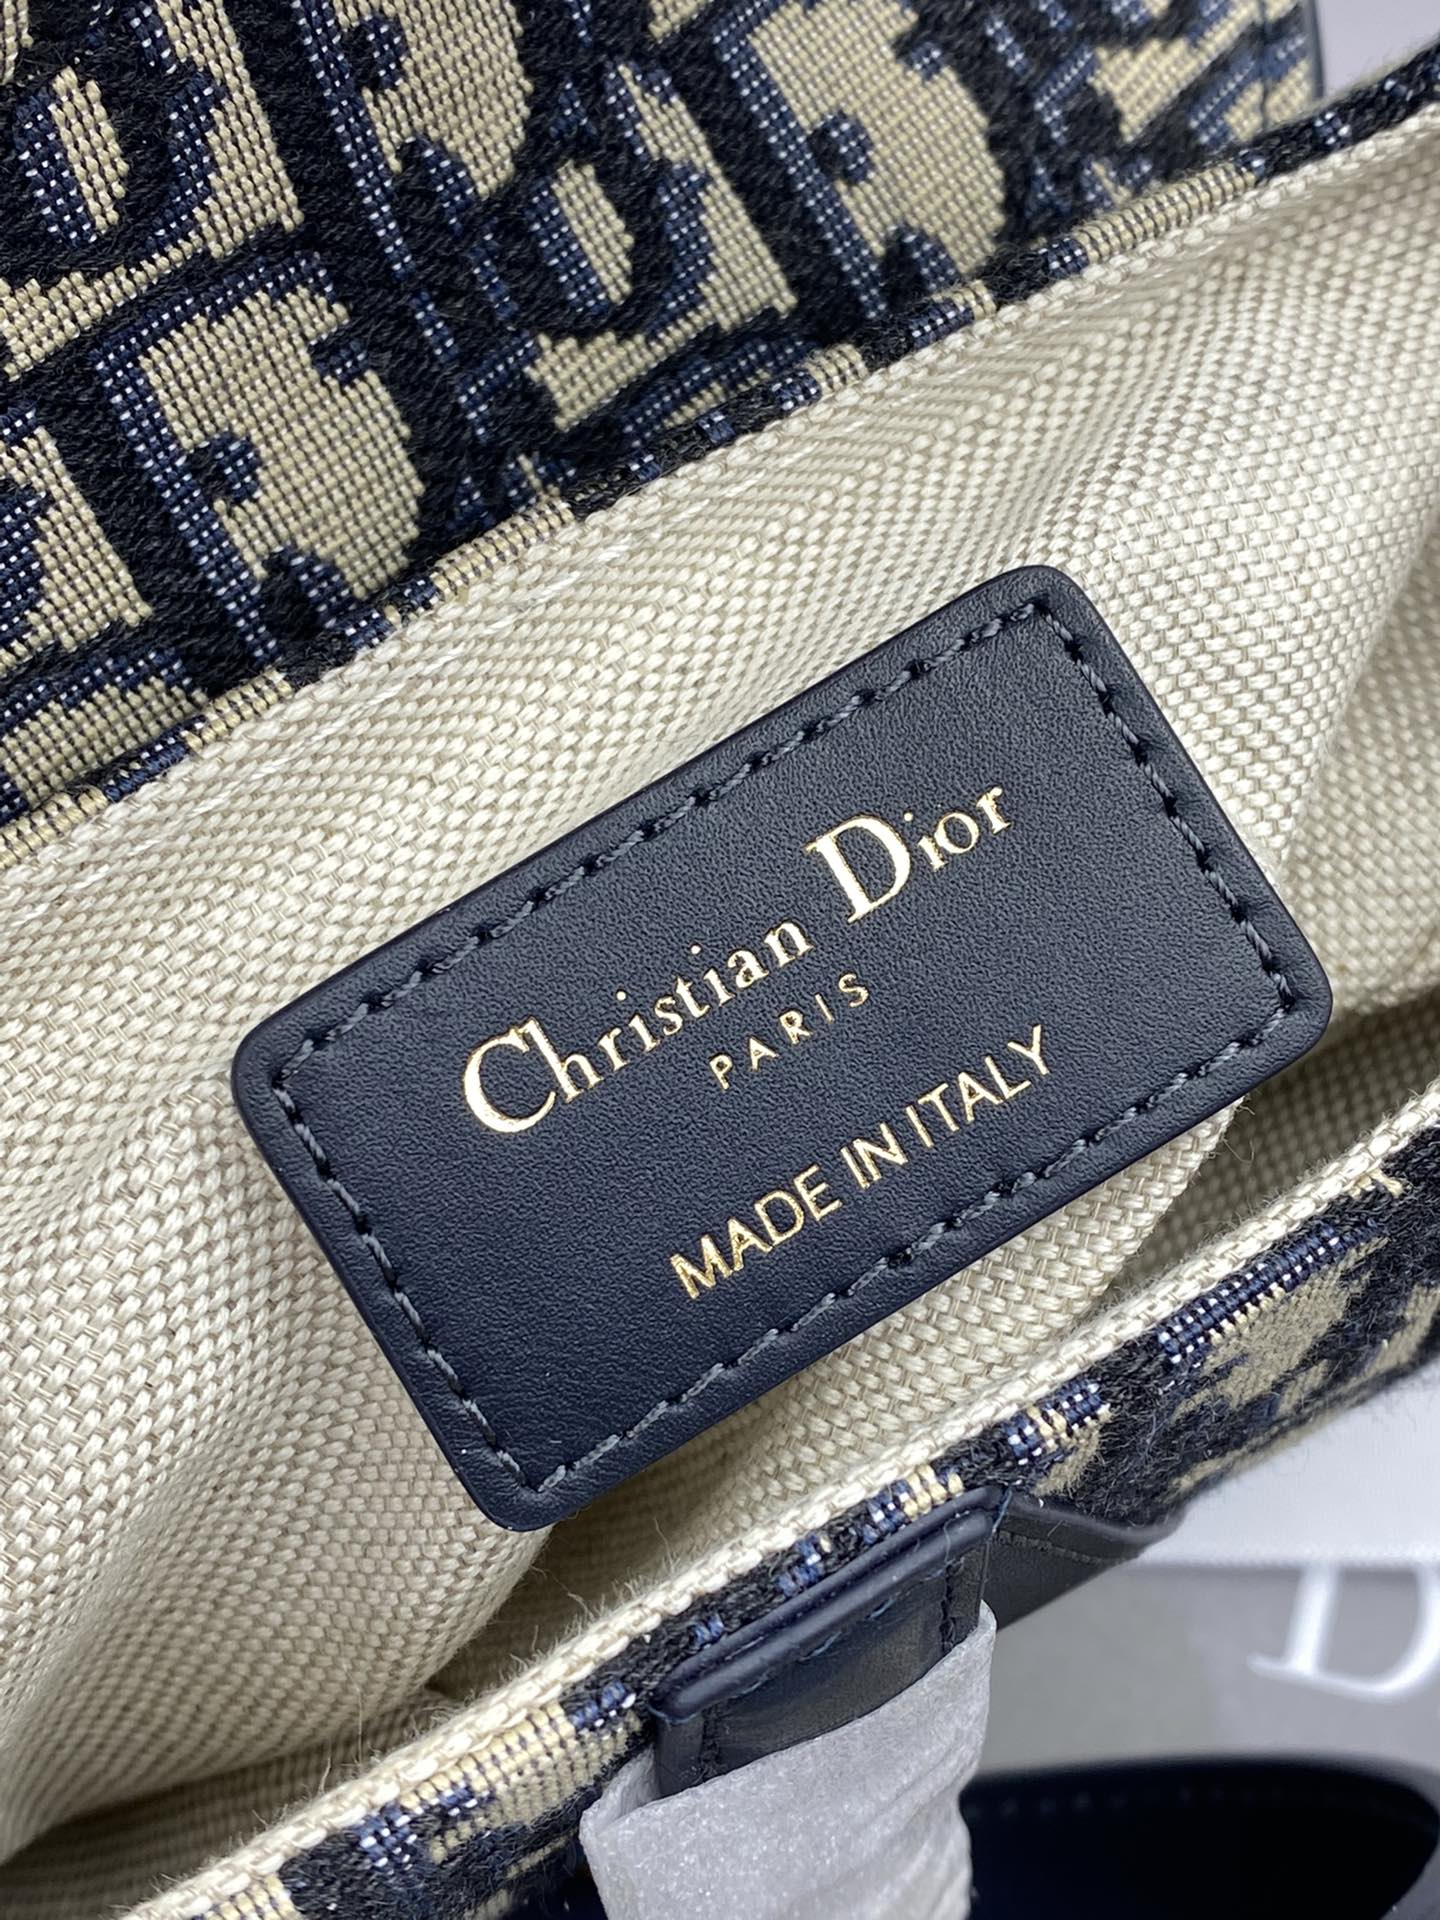 Christian Dior
PARIS
MADE IN ITALY
D